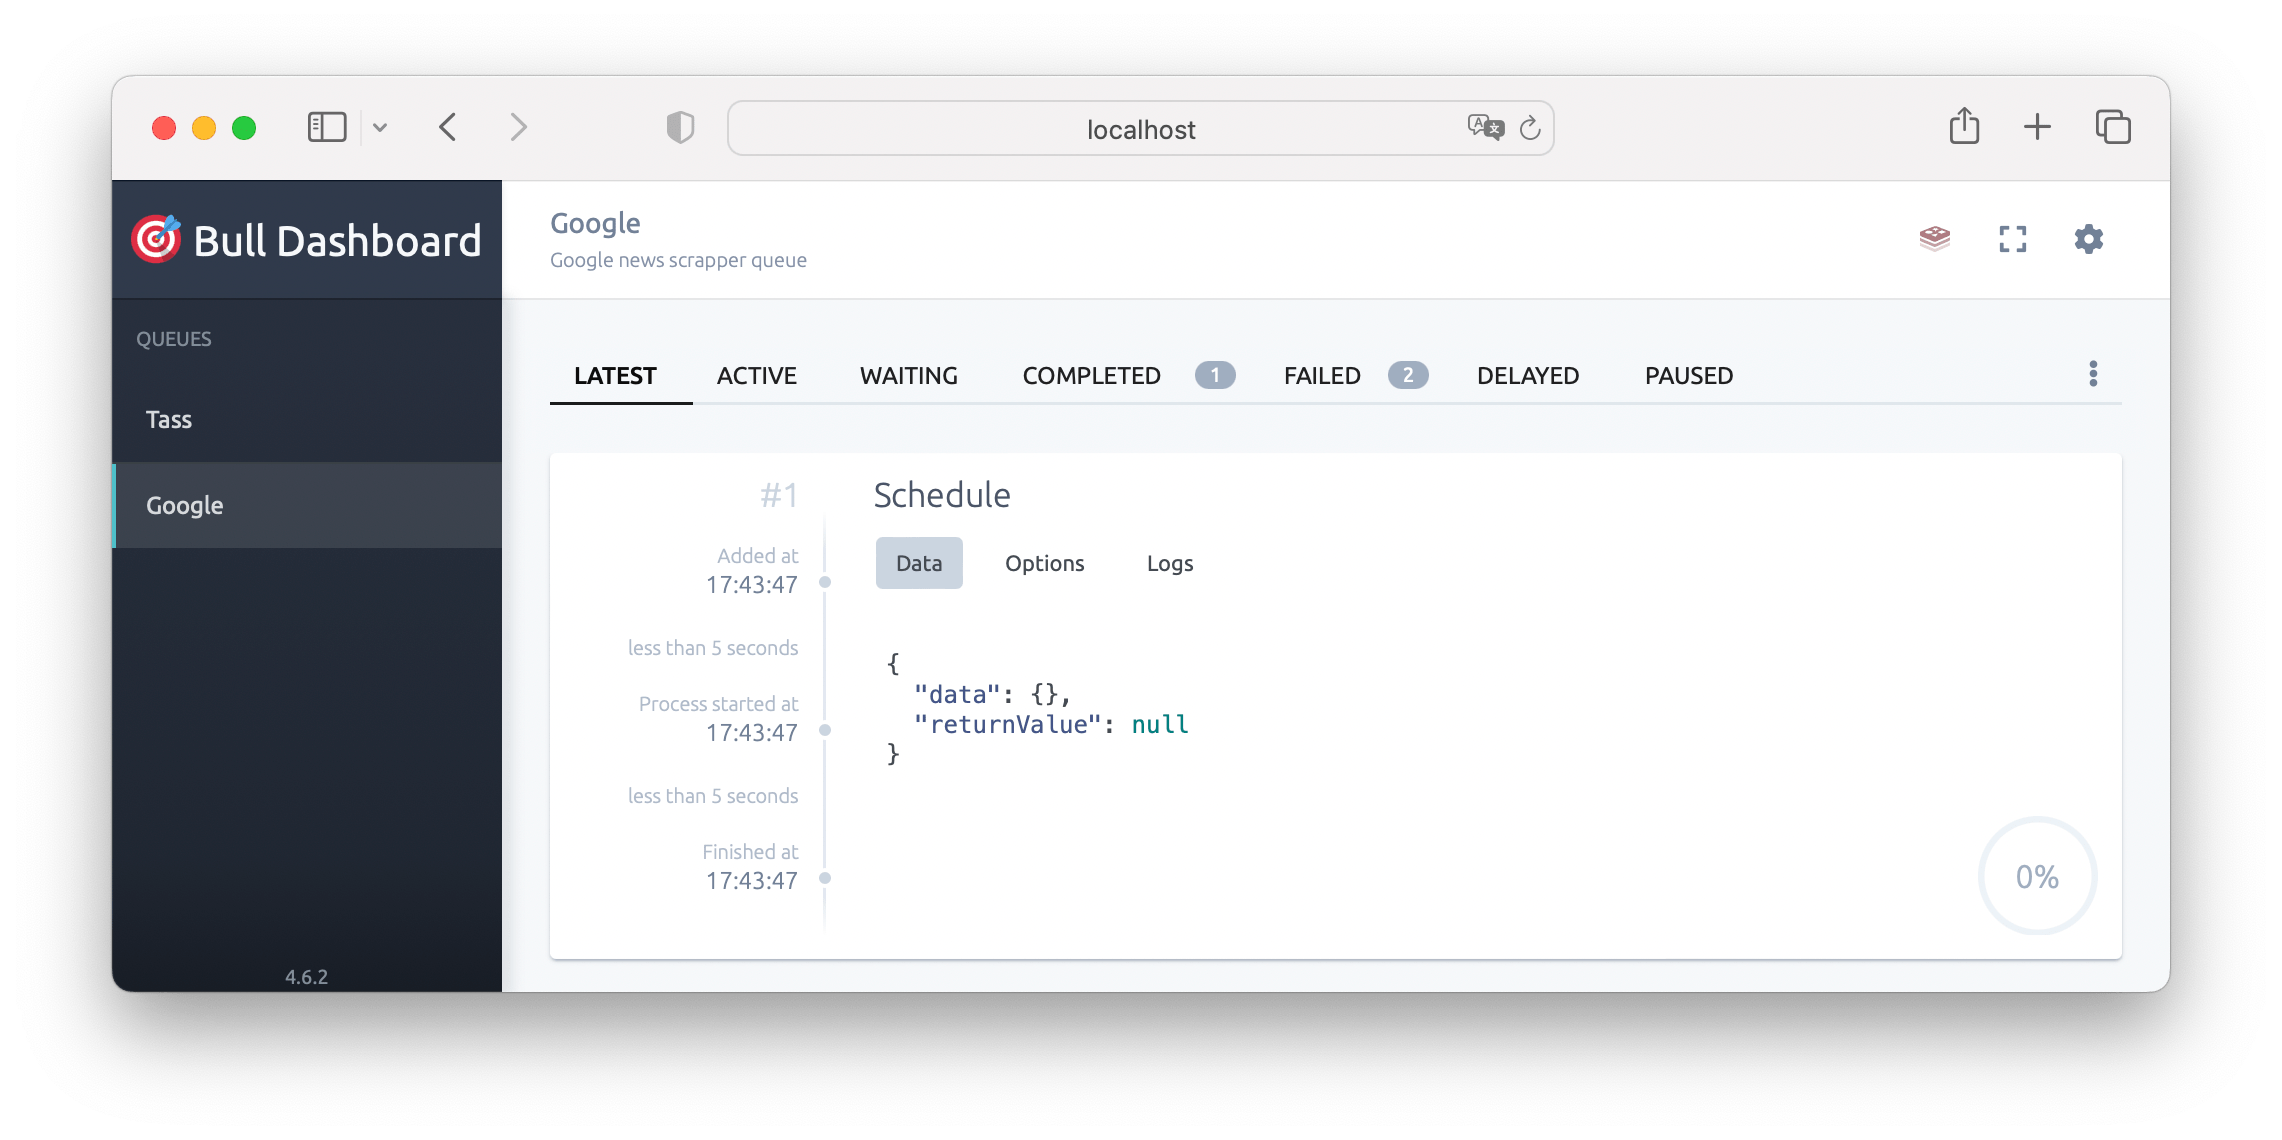 localhost
Bull Dashboard
Google
Google news scrapper queue
QUEUES
Tass
Google
4.6.2
LATEST ACTIVE WAITING COMPLETED 1 FAILED 2 DELAYED PAUSED
#1
Added at
17:43:47
less than 5 seconds
Process started at
17:43:47
less than 5 seconds
Finished at
17:43:47
Schedule
Data Options Logs
{
  "data": {},
  "returnValue": null
}
0%